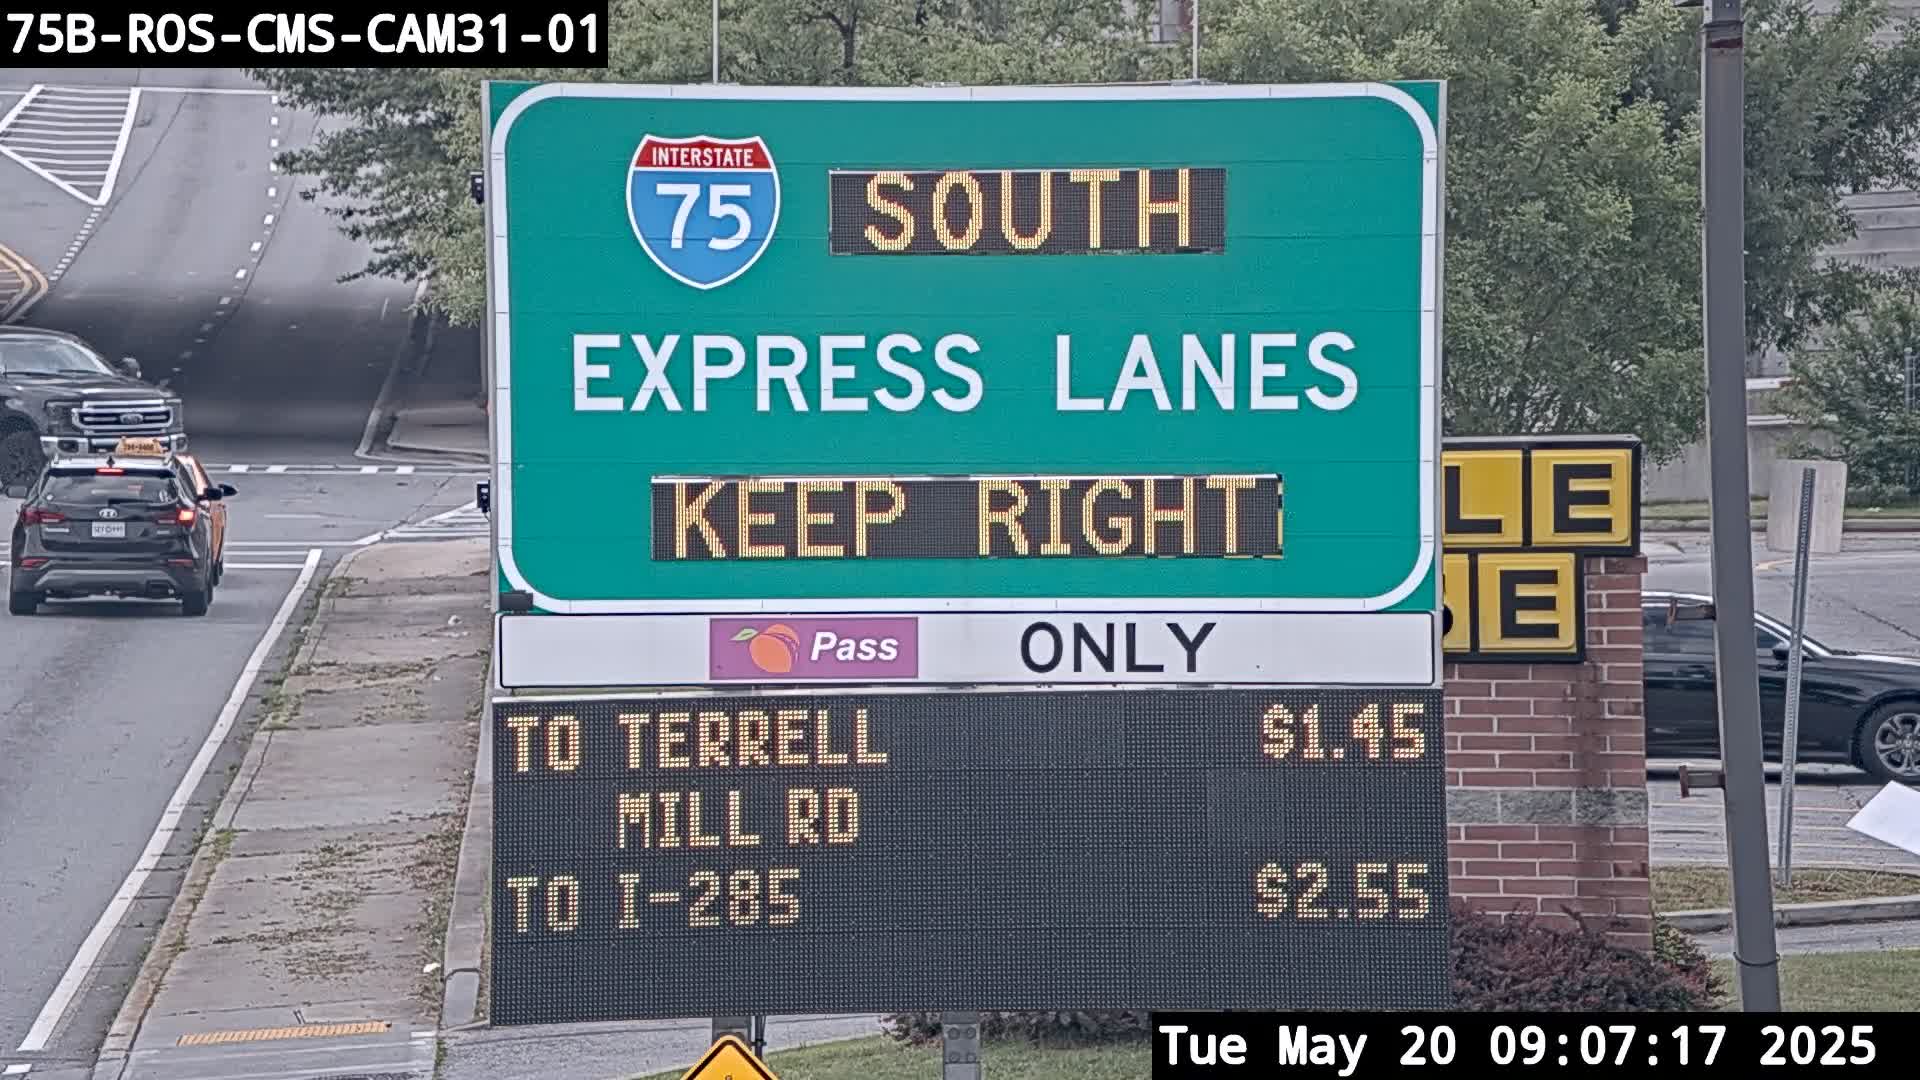 75B-ROS-CMS-CAM31-01
INTERSTATE
75 SOUTH
EXPRESS LANES
KEEP RIGHT
Pass ONLY
TO TERRELL $1.45
MILL RD
TO I-285 $2.55
LE
E
Tue May 20 09:07:17 2025